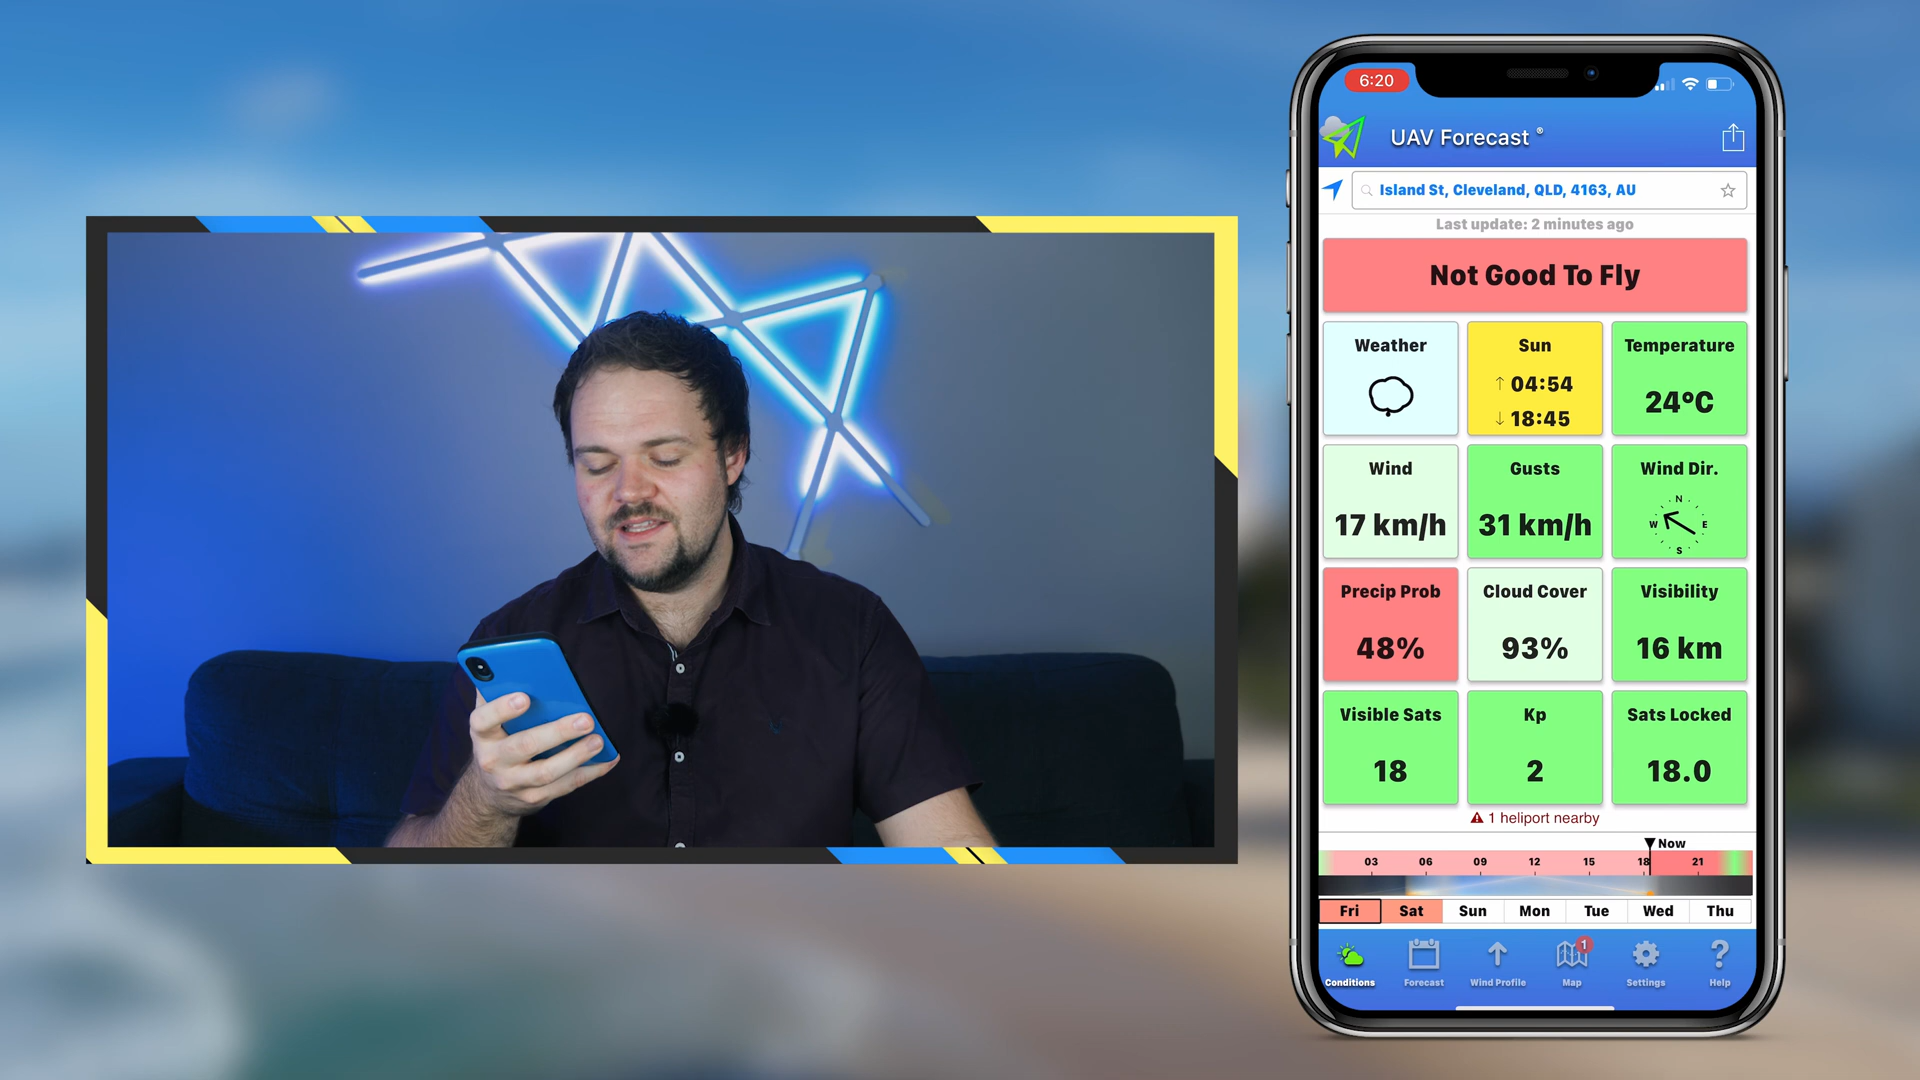 6:20
UAV Forecast ®
Island St, Cleveland, QLD, 4163, AU
Last update: 2 minutes ago
Not Good To Fly
Weather
Sun
↑ 04:54
↓ 18:45
Temperature
24°C
Wind
17 km/h
Gusts
31 km/h
Wind Dir.
N
W E
S
Precip Prob
48%
Cloud Cover
93%
Visibility
16 km
Visible Sats
18
Kp
2
Sats Locked
18.0
1 heliport nearby
Now
03 06 09 12 15 18 21
Fri Sat Sun Mon Tue Wed Thu
1
Conditions Forecast Wind Profile Map Settings Help